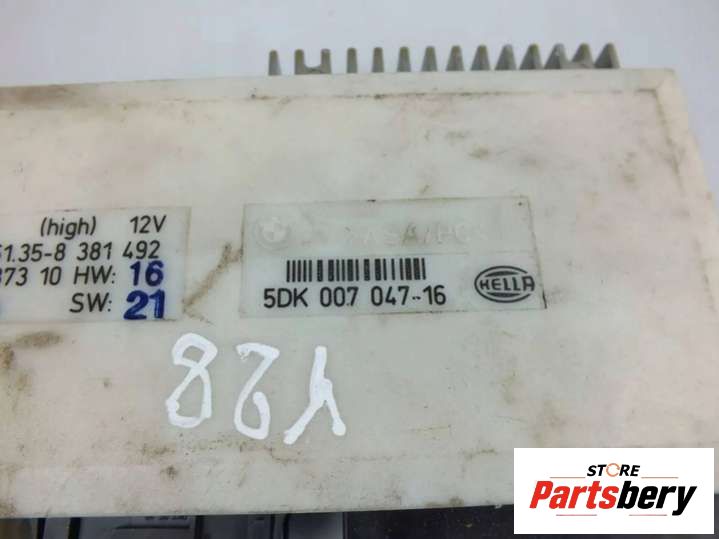 (high) 12V
1.35-8 381 492
373 10 HW: 16
SW: 21
5DK 007 047-16
HELLA
STORE
Partsbery